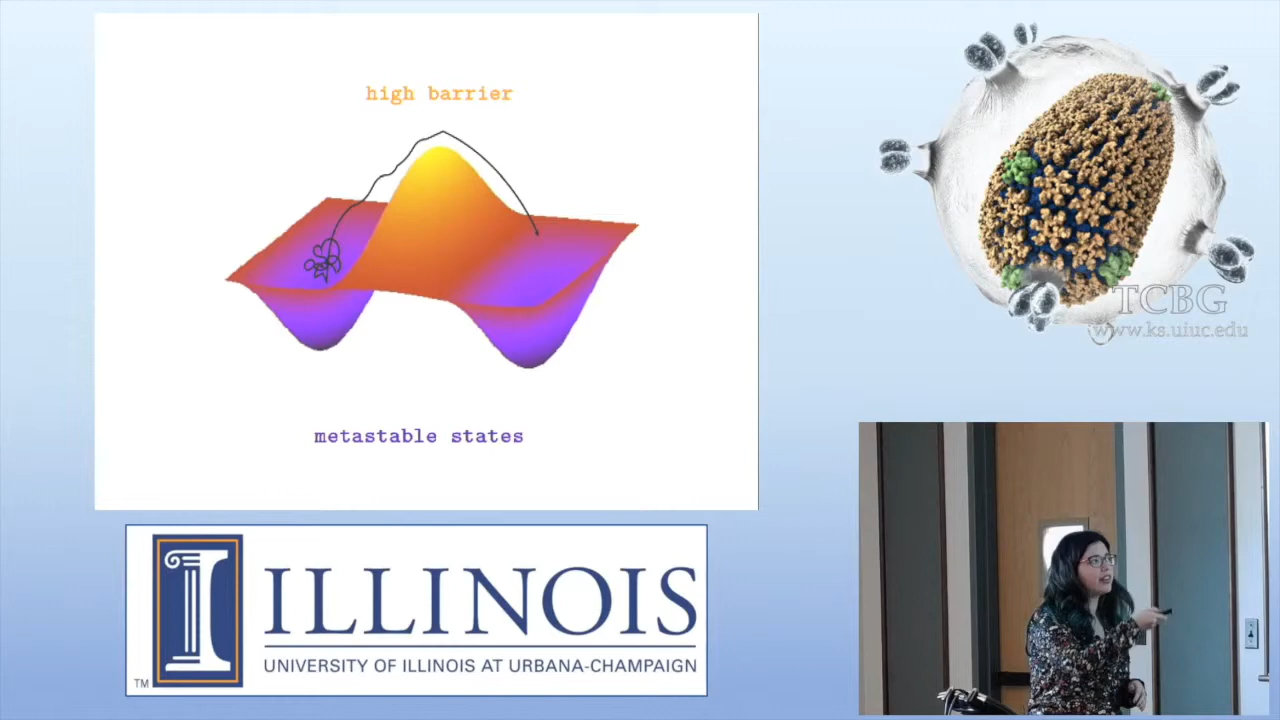 high barrier
metastable states
TCBG
www.ks.uiuc.edu
ILLINOIS
UNIVERSITY OF ILLINOIS AT URBANA-CHAMPAIGN
TM